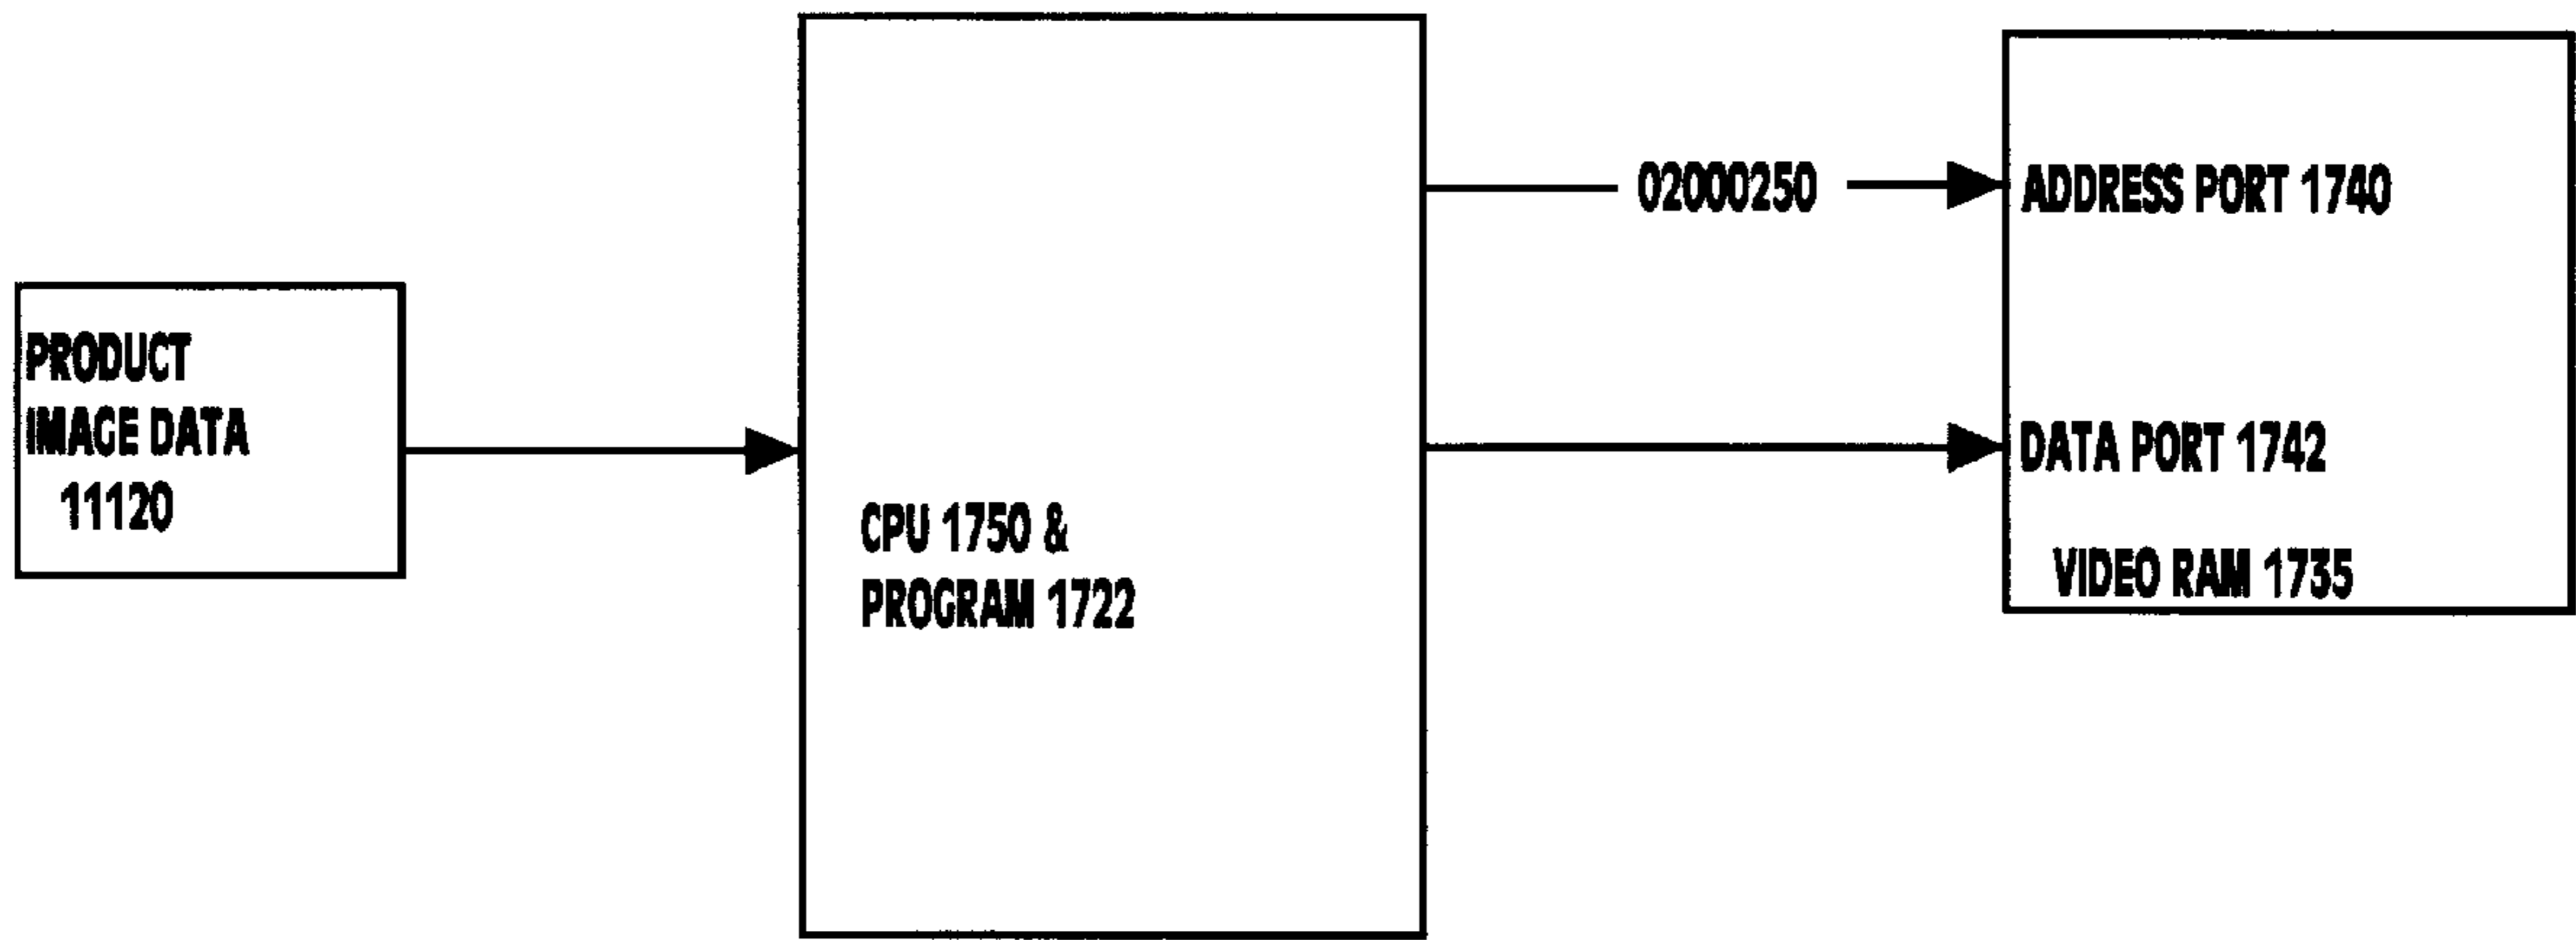 PRODUCT
IMAGE DATA
11120
CPU 1750 &
PROGRAM 1722
02000250
ADDRESS PORT 1740
DATA PORT 1742
VIDEO RAM 1735